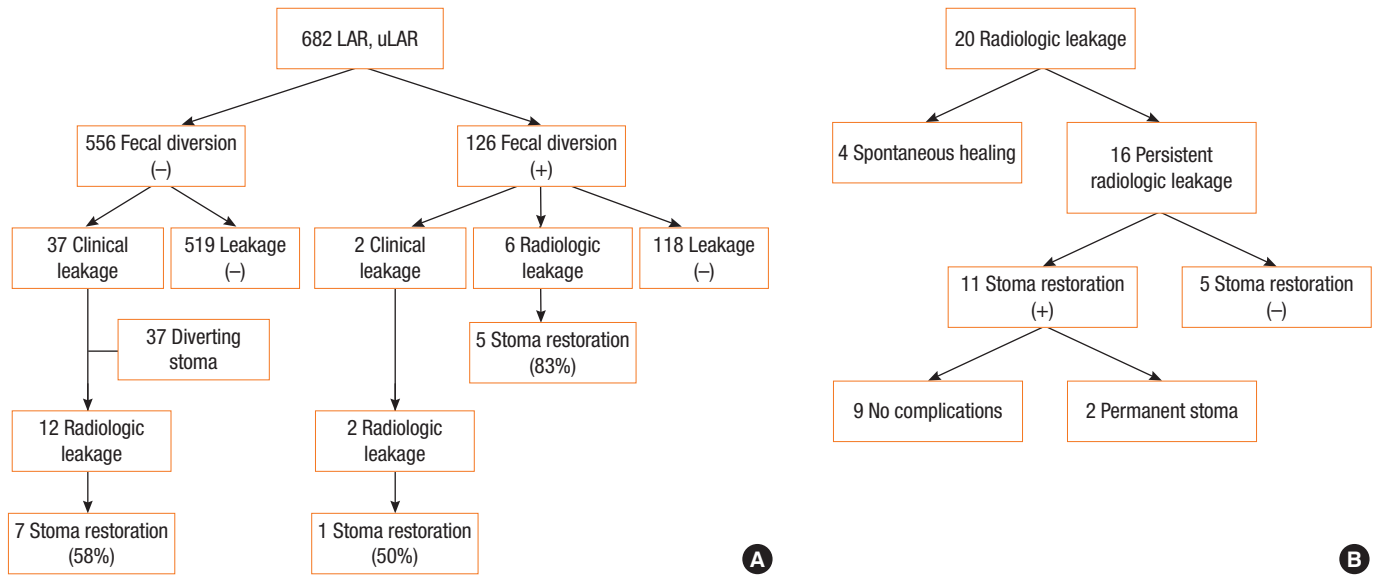 682 LAR, uLAR
556 Fecal diversion
(–)
126 Fecal diversion
(+)
37 Clinical
leakage
519 Leakage
(–)
2 Clinical
leakage
6 Radiologic
leakage
118 Leakage
(–)
37 Diverting
stoma
5 Stoma restoration
(83%)
12 Radiologic
leakage
2 Radiologic
leakage
7 Stoma restoration
(58%)
1 Stoma restoration
(50%)
A
20 Radiologic leakage
4 Spontaneous healing
16 Persistent
radiologic leakage
11 Stoma restoration
(+)
5 Stoma restoration
(–)
9 No complications
2 Permanent stoma
B